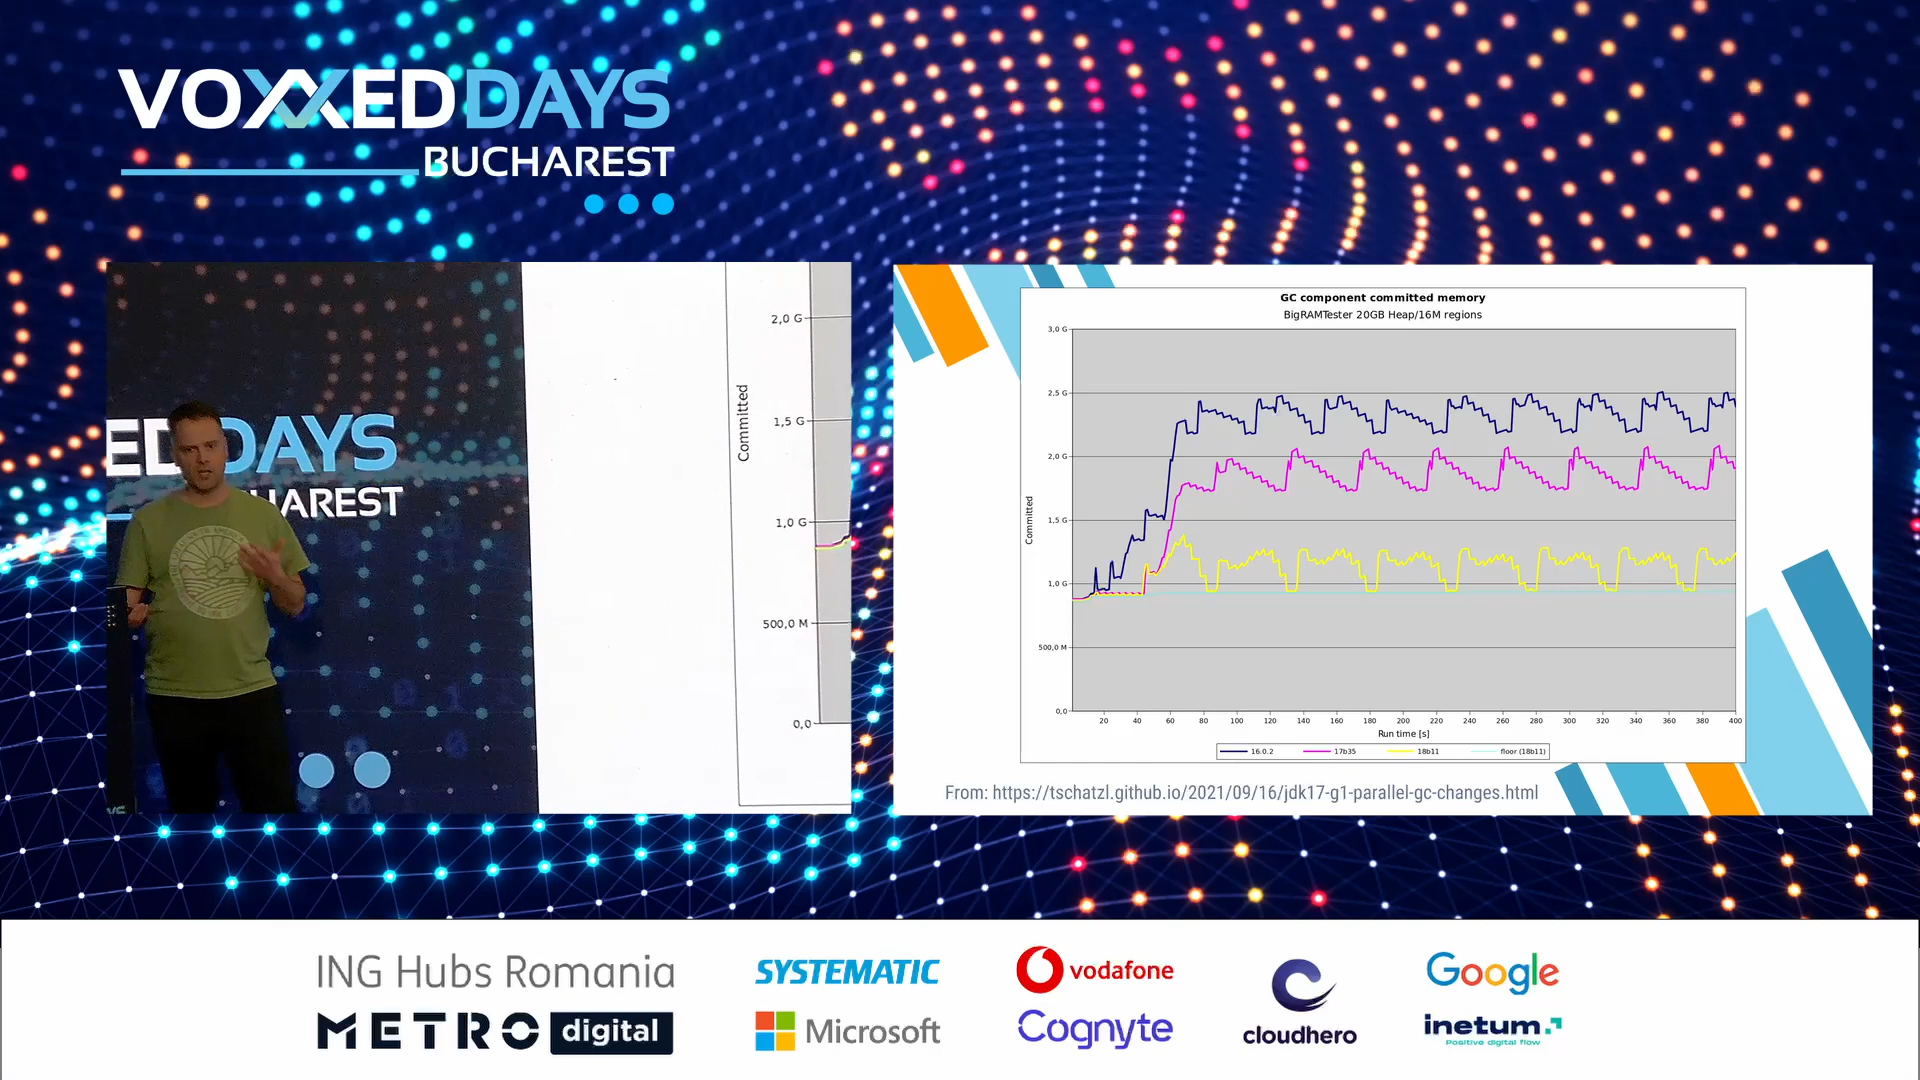 VOXXEDDAYS
BUCHAREST
ED DAYS
HAREST
2,0 G
1,5 G
1,0 G
500,0 M
0,0
Committed
GC component committed memory
BigRAMTester 20GB Heap/16M regions
3,0 G
2,5 G
2,0 G
1,5 G
1,0 G
500,0 M
0,0
Committed
20 40 60 80 100 120 140 160 180 200 220 240 260 280 300 320 340 360 380 400
Run time [s]
16.0.2 17b35 18b11 floor (18b11)
From: https://tschatzl.github.io/2021/09/16/jdk17-g1-parallel-gc-changes.html
ING Hubs Romania
METRO digital
SYSTEMATIC
Microsoft
vodafone
Cognyte
cloudhero
Google
inetum.
Positive digital flow